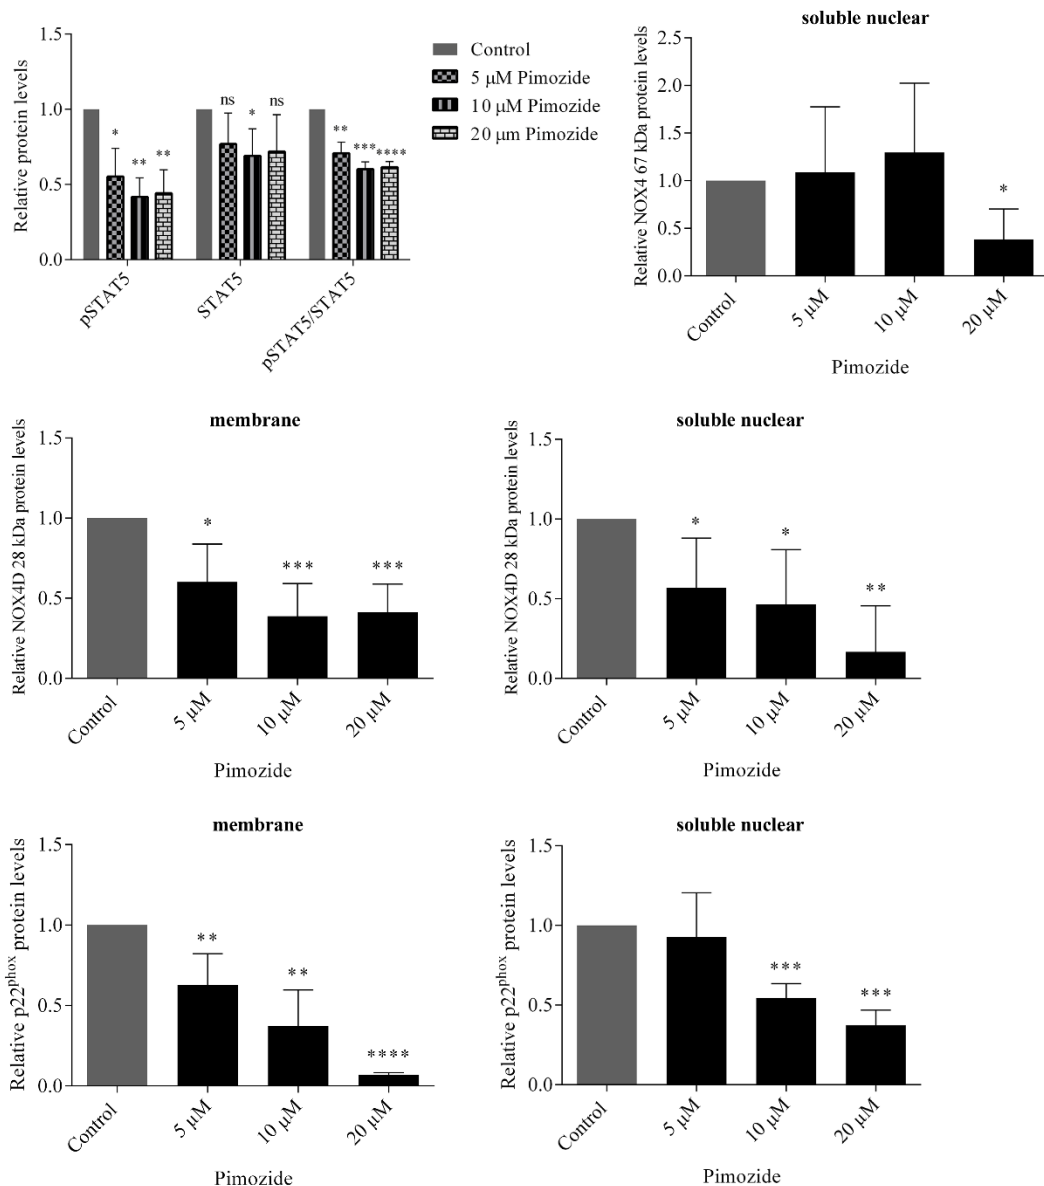 Relative protein levels
1.5
1.0
0.5
0.0
*
**
**
ns
*
ns
**
***
****
pSTAT5
STAT5
pSTAT5/STAT5
Control
5 μM Pimozide
10 μM Pimozide
20 μm Pimozide
soluble nuclear
Relative NOX4 67 kDa protein levels
2.5
2.0
1.5
1.0
0.5
0.0
*
Control
5 μM
10 μM
20 μM
Pimozide
membrane
Relative NOX4D 28 kDa protein levels
1.5
1.0
0.5
0.0
*
***
***
Control
5 μM
10 μM
20 μM
Pimozide
soluble nuclear
Relative NOX4D 28 kDa protein levels
1.5
1.0
0.5
0.0
*
*
**
Control
5 μM
10 μM
20 μM
Pimozide
membrane
Relative p22phox protein levels
1.5
1.0
0.5
0.0
**
**
****
Control
5 μM
10 μM
20 μM
Pimozide
soluble nuclear
Relative p22phox protein levels
1.5
1.0
0.5
0.0
***
***
Control
5 μM
10 μM
20 μM
Pimozide